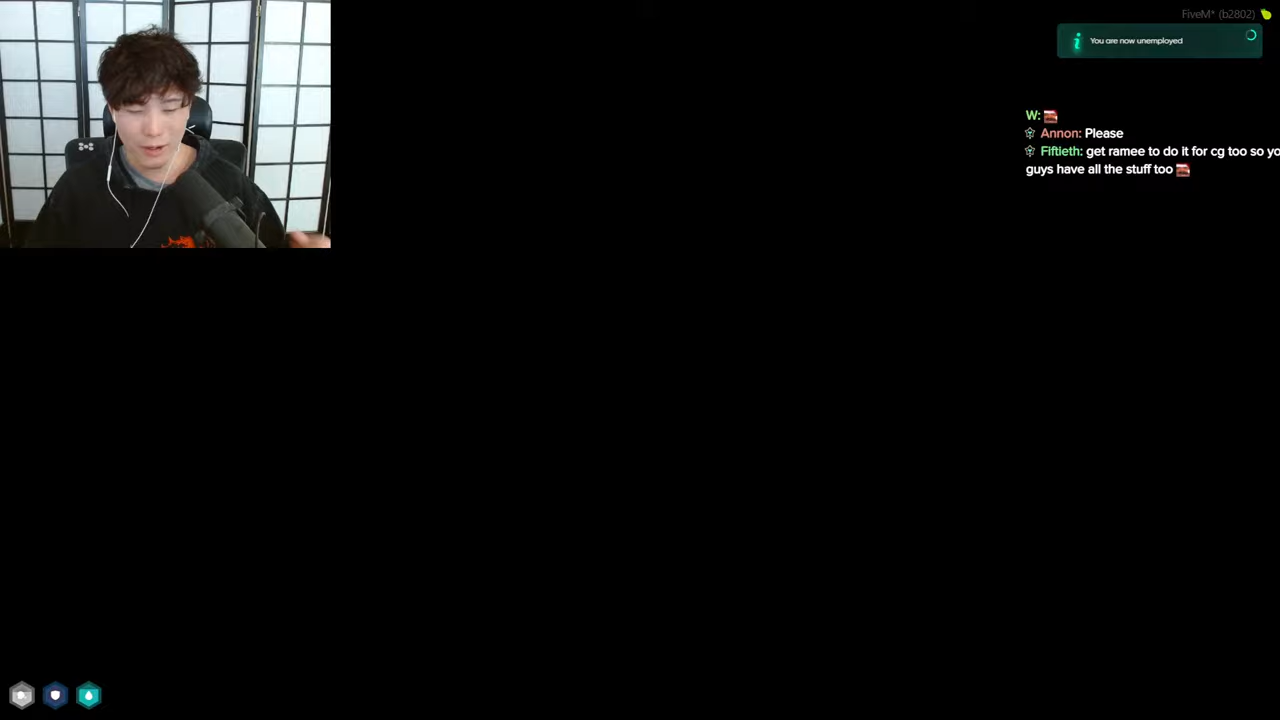 FiveM* (b2802)
You are now unemployed
W:
Annon: Please
Fiftieth: get ramee to do it for cg too so yo
guys have all the stuff too